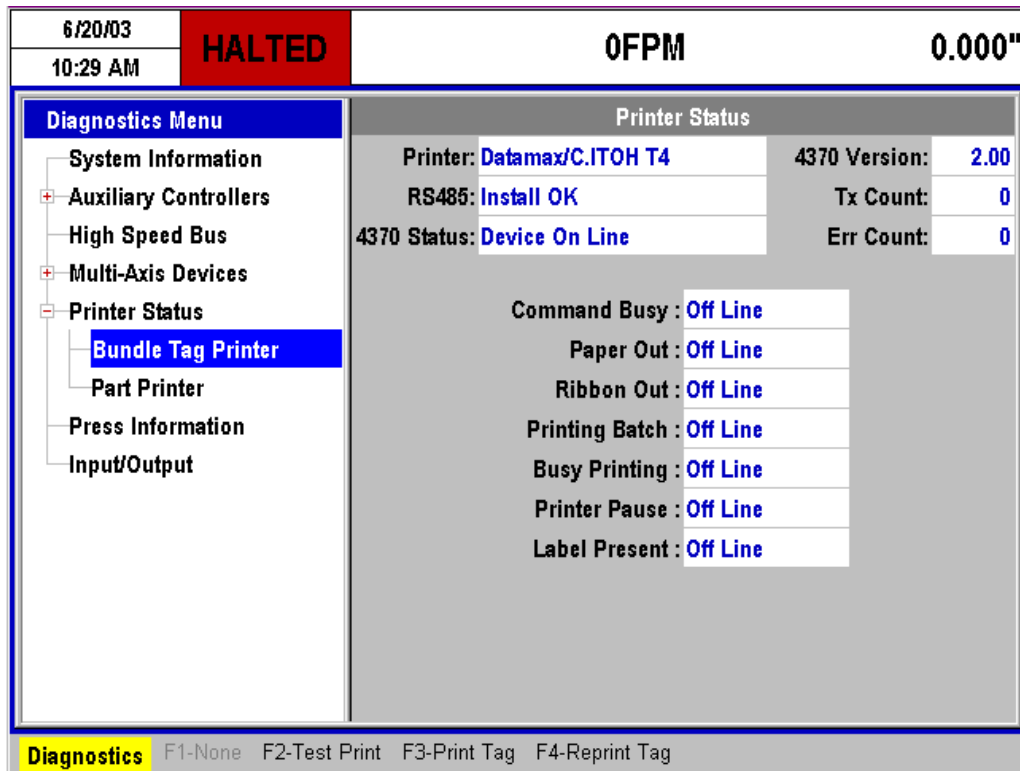 6/20/03
10:29 AM
HALTED
0FPM
0.000"
Diagnostics Menu
System Information
Auxiliary Controllers
High Speed Bus
Multi-Axis Devices
Printer Status
Bundle Tag Printer
Part Printer
Press Information
Input/Output
Printer Status
Printer: Datamax/C.ITOH T4 4370 Version: 2.00
RS485: Install OK Tx Count: 0
4370 Status: Device On Line Err Count: 0
Command Busy : Off Line
Paper Out : Off Line
Ribbon Out : Off Line
Printing Batch : Off Line
Busy Printing : Off Line
Printer Pause : Off Line
Label Present : Off Line
Diagnostics F1-None F2-Test Print F3-Print Tag F4-Reprint Tag